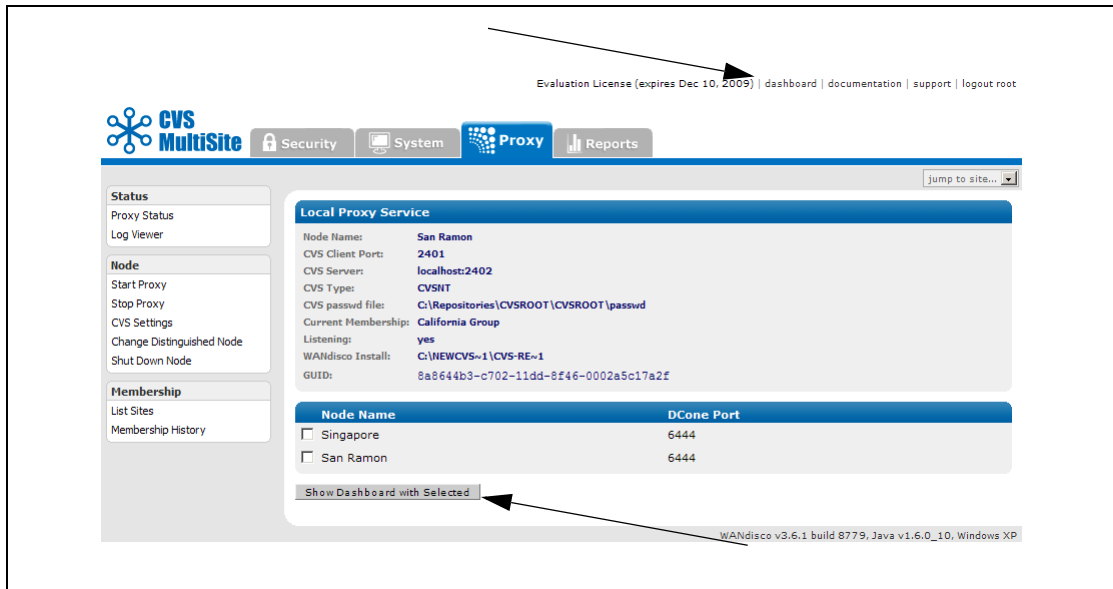 Evaluation License (expires Dec 10, 2009) | dashboard | documentation | support | logout root
CVS
MultiSite
Security
System
Proxy
Reports
jump to site...
Status
Proxy Status
Log Viewer
Node
Start Proxy
Stop Proxy
CVS Settings
Change Distinguished Node
Shut Down Node
Membership
List Sites
Membership History
Local Proxy Service
Node Name: San Ramon
CVS Client Port: 2401
CVS Server: localhost:2402
CVS Type: CVSNT
CVS passwd file: C:\Repositories\CVSROOT\CVSROOT\passwd
Current Membership: California Group
Listening: yes
WANdisco Install: C:\NEWCVS~1\CVS-RE~1
GUID: 8a8644b3-c702-11dd-8f46-0002a5c17a2f
Node Name DCone Port
Singapore 6444
San Ramon 6444
Show Dashboard with Selected
WANdisco v3.6.1 build 8779, Java v1.6.0_10, Windows XP